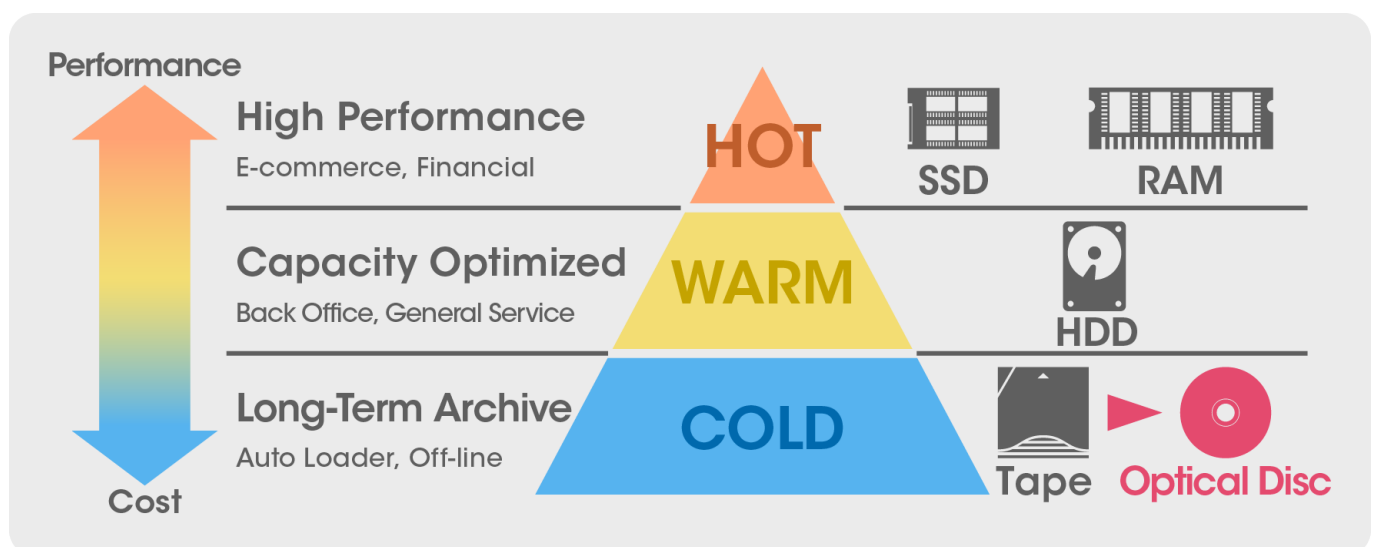 Performance
High Performance
E-commerce, Financial
HOT
SSD
RAM
Capacity Optimized
Back Office, General Service
WARM
HDD
Long-Term Archive
Auto Loader, Off-line
COLD
Tape
Optical Disc
Cost